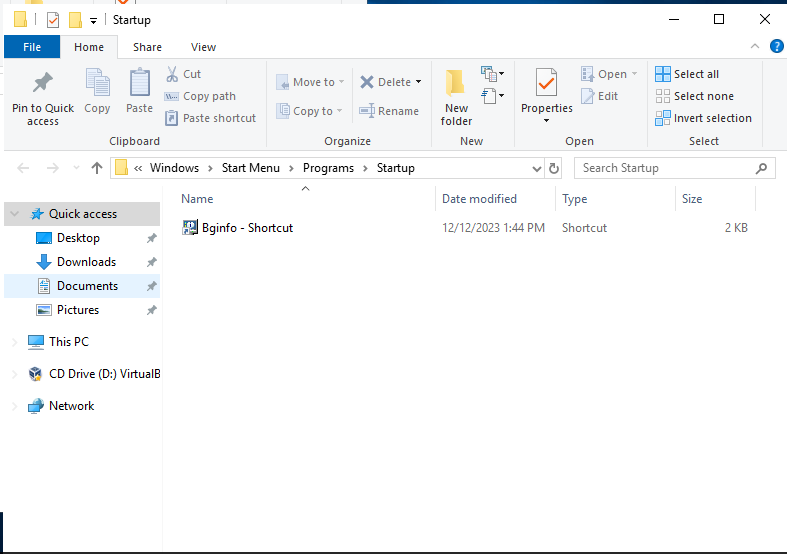 Startup
File Home Share View
Pin to Quick access
Copy
Paste
Cut
Copy path
Paste shortcut
Clipboard
Move to
Copy to
Delete
Rename
Organize
New folder
New
Properties
Open
Edit
Open
Select all
Select none
Invert selection
Select
« Windows > Start Menu > Programs > Startup
Search Startup
Name Date modified Type Size
Bginfo - Shortcut 12/12/2023 1:44 PM Shortcut 2 KB
Quick access
Desktop
Downloads
Documents
Pictures
This PC
CD Drive (D:) VirtualB
Network